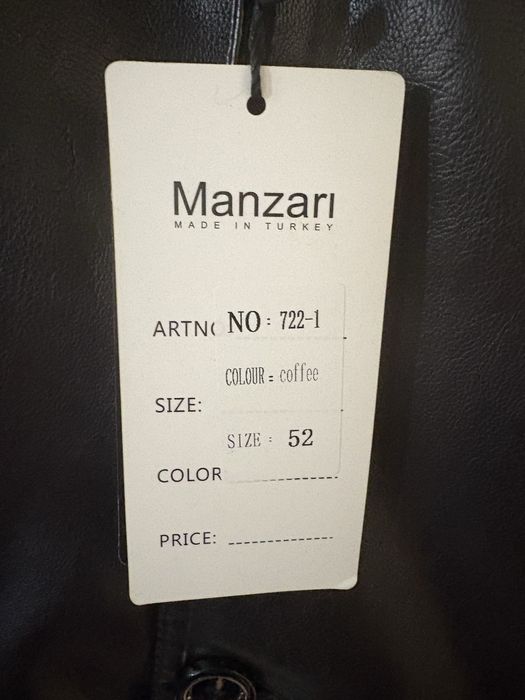 Manzarı
MADE IN TURKEY
ARTNO NO: 722-1
COLOUR= coffee
SIZE:
SIZE: 52
COLOR
PRICE: